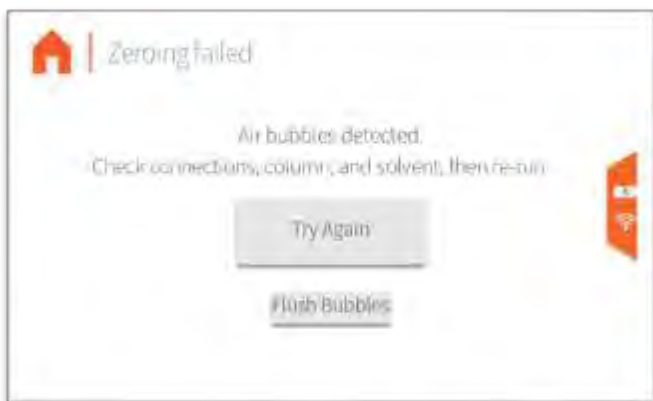 Zeroing failed
Air bubbles detected.
Check connections, column, and solvent, then re-run
Try Again
Flush Bubbles